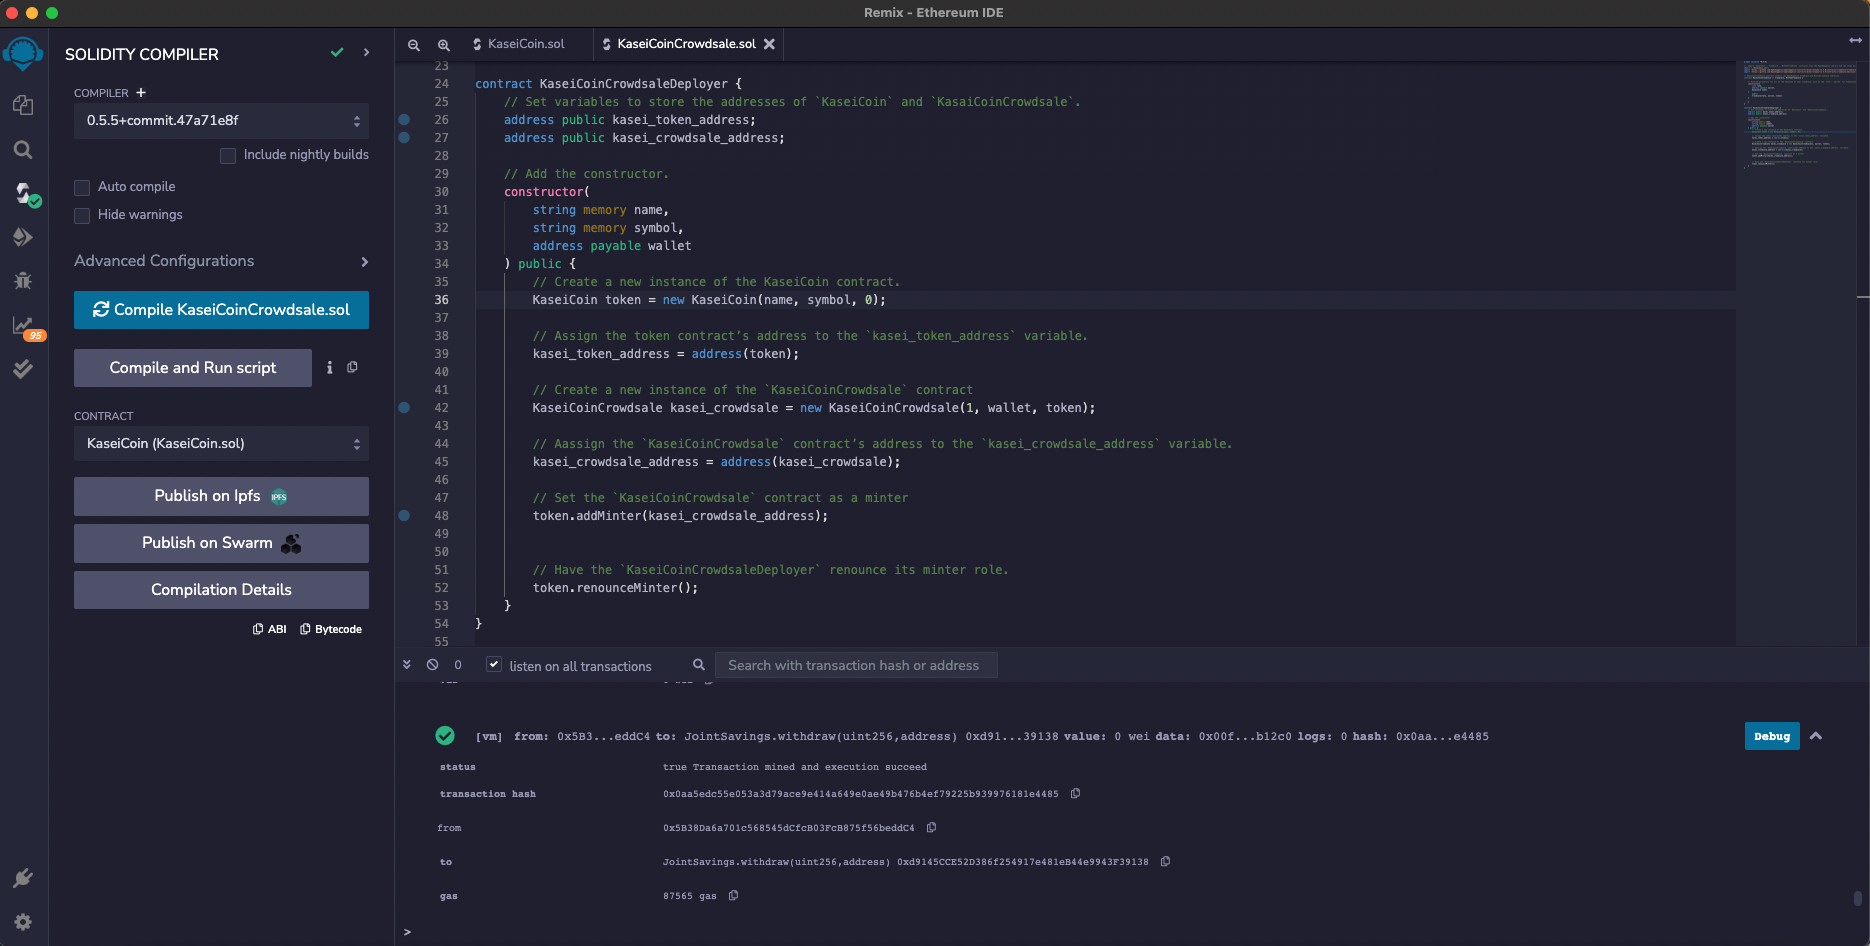 Remix - Ethereum IDE
SOLIDITY COMPILER
COMPILER +
0.5.5+commit.47a71e8f
Include nightly builds
Auto compile
Hide warnings
Advanced Configurations
Compile KaseiCoinCrowdsale.sol
Compile and Run script
CONTRACT
KaseiCoin (KaseiCoin.sol)
Publish on Ipfs IPFS
Publish on Swarm
Compilation Details
ABI Bytecode
95
KaseiCoin.sol KaseiCoinCrowdsale.sol
23
24 contract KaseiCoinCrowdsaleDeployer {
25 // Set variables to store the addresses of `KaseiCoin` and `KasaiCoinCrowdsale`.
26 address public kasei_token_address;
27 address public kasei_crowdsale_address;
28
29 // Add the constructor.
30 constructor(
31 string memory name,
32 string memory symbol,
33 address payable wallet
34 ) public {
35 // Create a new instance of the KaseiCoin contract.
36 KaseiCoin token = new KaseiCoin(name, symbol, 0);
37
38 // Assign the token contract’s address to the `kasei_token_address` variable.
39 kasei_token_address = address(token);
40
41 // Create a new instance of the `KaseiCoinCrowdsale` contract
42 KaseiCoinCrowdsale kasei_crowdsale = new KaseiCoinCrowdsale(1, wallet, token);
43
44 // Aassign the `KaseiCoinCrowdsale` contract’s address to the `kasei_crowdsale_address` variable.
45 kasei_crowdsale_address = address(kasei_crowdsale);
46
47 // Set the `KaseiCoinCrowdsale` contract as a minter
48 token.addMinter(kasei_crowdsale_address);
49
50
51 // Have the `KaseiCoinCrowdsaleDeployer` renounce its minter role.
52 token.renounceMinter();
53 }
54 }
55
0 listen on all transactions Search with transaction hash or address
[vm] from: 0x5B3...eddC4 to: JointSavings.withdraw(uint256,address) 0xd91...39138 value: 0 wei data: 0x00f...b12c0 logs: 0 hash: 0x0aa...e4485 Debug
status true Transaction mined and execution succeed
transaction hash 0x0aa5edc55e053a3d79ace9e414a649e0ae49b476b4ef79225b939976181e4485
from 0x5B38Da6a701c568545dCfcB03FcB875f56beddC4
to JointSavings.withdraw(uint256,address) 0xd9145CCE52D386f254917e481eB44e9943F39138
gas 87565 gas
>